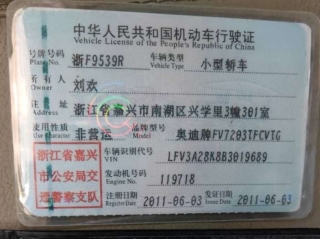 中华人民共和国机动车行驶证
Vehicle License of the People's Republic of China
号牌号码 浙F9539R 车辆类型 小型轿车
Plate No. Vehicle Type
所有人 刘欢
Owner
住址 浙江省嘉兴市南湖区兴学里3幢301室
Address
使用性质 非营运 品牌型号 奥迪牌FV7203TFCVTG
浙江省嘉兴市公安局交通警察支队
车辆识别代号 LFV3A28K8B3019689
VIN
发动机号码 119718
Engine No.
注册日期 2011-06-03 发证日期 2011-06-03
Register Date Issue Date